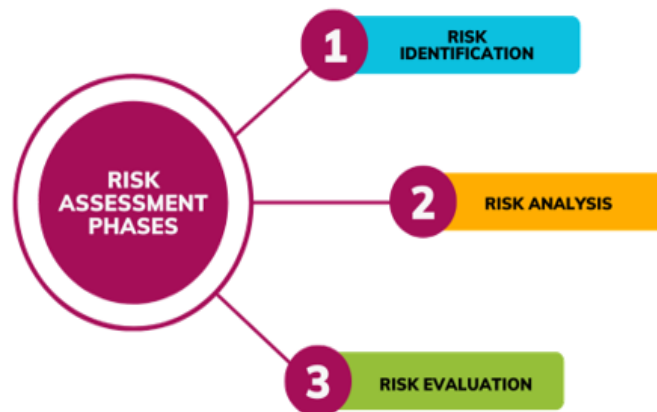 RISK
ASSESSMENT
PHASES
1
RISK
IDENTIFICATION
2
RISK ANALYSIS
3
RISK EVALUATION